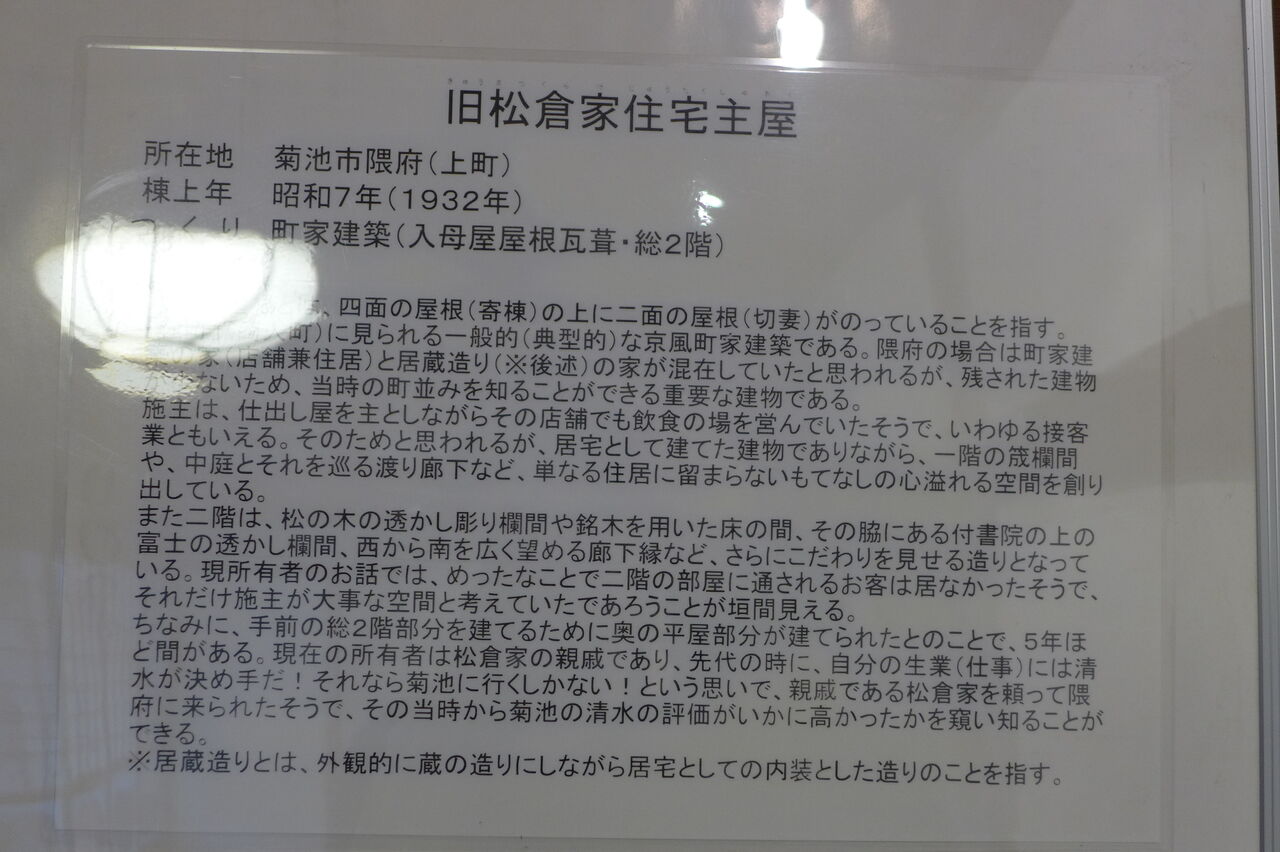 旧松倉家住宅主屋
所在地 菊池市隈府(上町)
棟上年 昭和7年(1932年)
つくり 町家建築(入母屋屋根瓦葺・総2階)
、四面の屋根(寄棟)の上に二面の屋根(切妻)がのっていることを指す。
町)に見られる一般的(典型的)な京風町家建築である。隈府の場合は町家建
家(店舗兼住居)と居蔵造り(※後述)の家が混在していたと思われるが、残された建物
ないため、当時の町並みを知ることができる重要な建物である。
施主は、仕出し屋を主としながらその店舗でも飲食の場を営んでいたそうで、いわゆる接客
業ともいえる。そのためと思われるが、居宅として建てた建物でありながら、一階の筬欄間
や、中庭とそれを巡る渡り廊下など、単なる住居に留まらないもてなしの心溢れる空間を創り
出している。
また二階は、松の木の透かし彫り欄間や銘木を用いた床の間、その脇にある付書院の上の
富士の透かし欄間、西から南を広く望める廊下縁など、さらにこだわりを見せる造りとなって
いる。現所有者のお話では、めったなことで二階の部屋に通されるお客は居なかったそうで、
それだけ施主が大事な空間と考えていたであろうことが垣間見える。
ちなみに、手前の総2階部分を建てるために奥の平屋部分が建てられたとのことで、5年ほ
ど間がある。現在の所有者は松倉家の親戚であり、先代の時に、自分の生業(仕事)には清
水が決め手だ!それなら菊池に行くしかない!という思いで、親戚である松倉家を頼って隈
府に来られたそうで、その当時から菊池の清水の評価がいかに高かったかを窺い知ることが
できる。
※居蔵造りとは、外観的に蔵の造りにしながら居宅としての内装とした造りのことを指す。